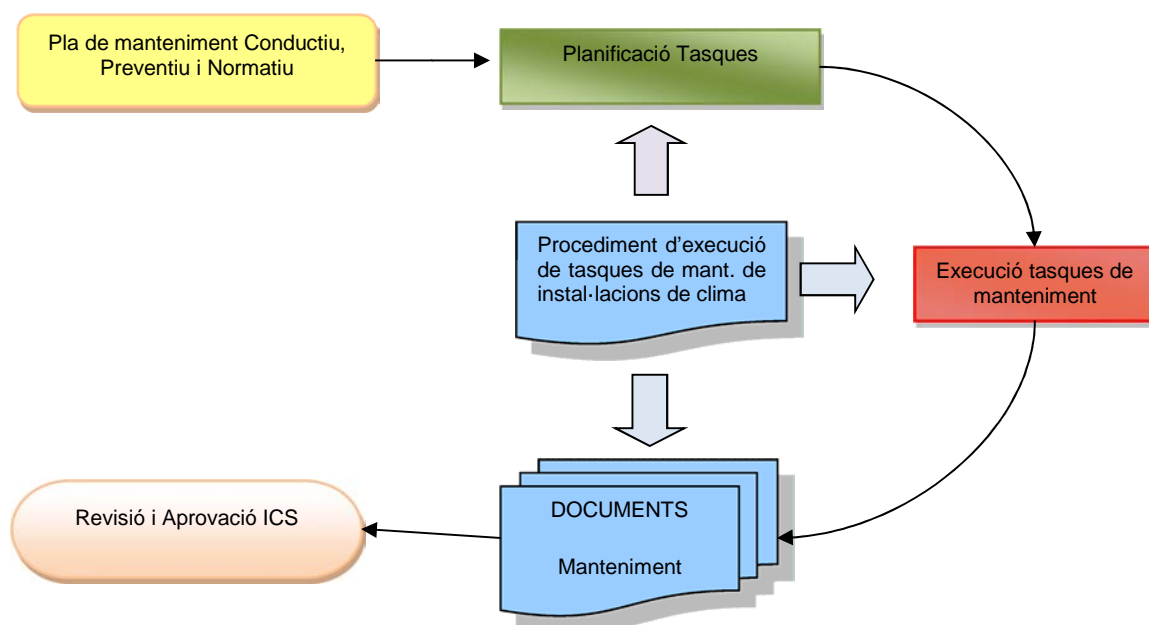 Pla de manteniment Conductiu,
Preventiu i Normatiu
Planificació Tasques
Procediment d’execució
de tasques de mant. de
instal·lacions de clima
Execució tasques de
manteniment
DOCUMENTS
Manteniment
Revisió i Aprovació ICS